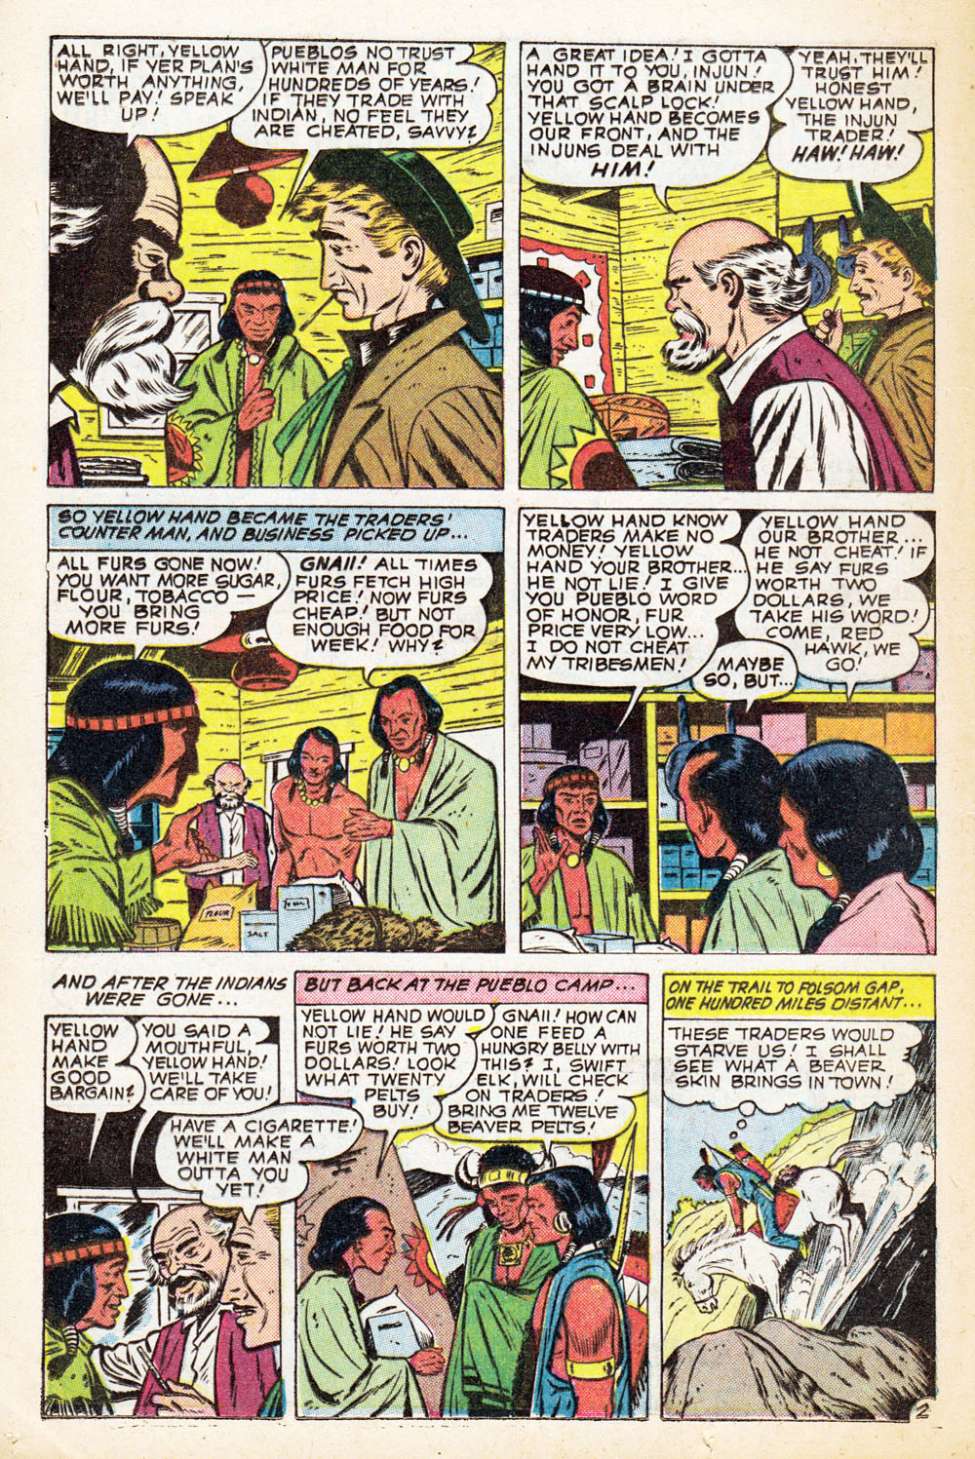 ALL RIGHT, YELLOW
HAND, IF YER PLAN'S
WORTH ANYTHING,
WE'LL PAY! SPEAK
UP!
PUEBLOS NO TRUST
WHITE MAN FOR
HUNDREDS OF YEARS!
IF THEY TRADE WITH
INDIAN, NO FEEL THEY
ARE CHEATED, SAVVY?
A GREAT IDEA! I GOTTA
HAND IT TO YOU, INJUN!
YOU GOT A BRAIN UNDER
THAT SCALP LOCK!
YELLOW HAND BECOMES
OUR FRONT, AND THE
INJUNS DEAL WITH
HIM!
YEAH, THEY'LL
TRUST HIM!
HONEST
YELLOW HAND,
THE INJUN
TRADER!
HAW! HAW!
SO YELLOW HAND BECAME THE TRADERS'
COUNTER MAN, AND BUSINESS PICKED UP...
ALL FURS GONE NOW!
YOU WANT MORE SUGAR,
FLOUR, TOBACCO —
YOU BRING
MORE FURS!
GNAII! ALL TIMES
FURS FETCH HIGH
PRICE! NOW FURS
CHEAP! BUT NOT
ENOUGH FOOD FOR
WEEK! WHY?
FLOUR
SALT
YELLOW HAND KNOW
TRADERS MAKE NO
MONEY! YELLOW
HAND YOUR BROTHER...
HE NOT LIE! I GIVE
YOU PUEBLO WORD
OF HONOR, FUR
PRICE VERY LOW...
I DO NOT CHEAT
MY TRIBESMEN!
MAYBE
SO, BUT...
YELLOW HAND
OUR BROTHER...
HE NOT CHEAT! IF
HE SAY FURS
WORTH TWO
DOLLARS, WE
TAKE HIS WORD!
COME, RED
HAWK, WE
GO!
AND AFTER THE INDIANS
WERE GONE...
YELLOW
HAND
MAKE
GOOD
BARGAIN?
YOU SAID A
MOUTHFUL,
YELLOW HAND!
WE'LL TAKE
CARE OF YOU!
HAVE A CIGARETTE!
WE'LL MAKE A
WHITE MAN
OUTTA YOU
YET!
BUT BACK AT THE PUEBLO CAMP...
YELLOW HAND WOULD
NOT LIE! HE SAY
FURS WORTH TWO
DOLLARS! LOOK
WHAT TWENTY
PELTS
BUY!
GNAII! HOW CAN
ONE FEED A
HUNGRY BELLY WITH
THIS? I, SWIFT
ELK, WILL CHECK
ON TRADERS!
BRING ME TWELVE
BEAVER PELTS!
ON THE TRAIL TO FOLSOM GAP,
ONE HUNDRED MILES DISTANT...
THESE TRADERS WOULD
STARVE US! I SHALL
SEE WHAT A BEAVER
SKIN BRINGS IN TOWN!
2